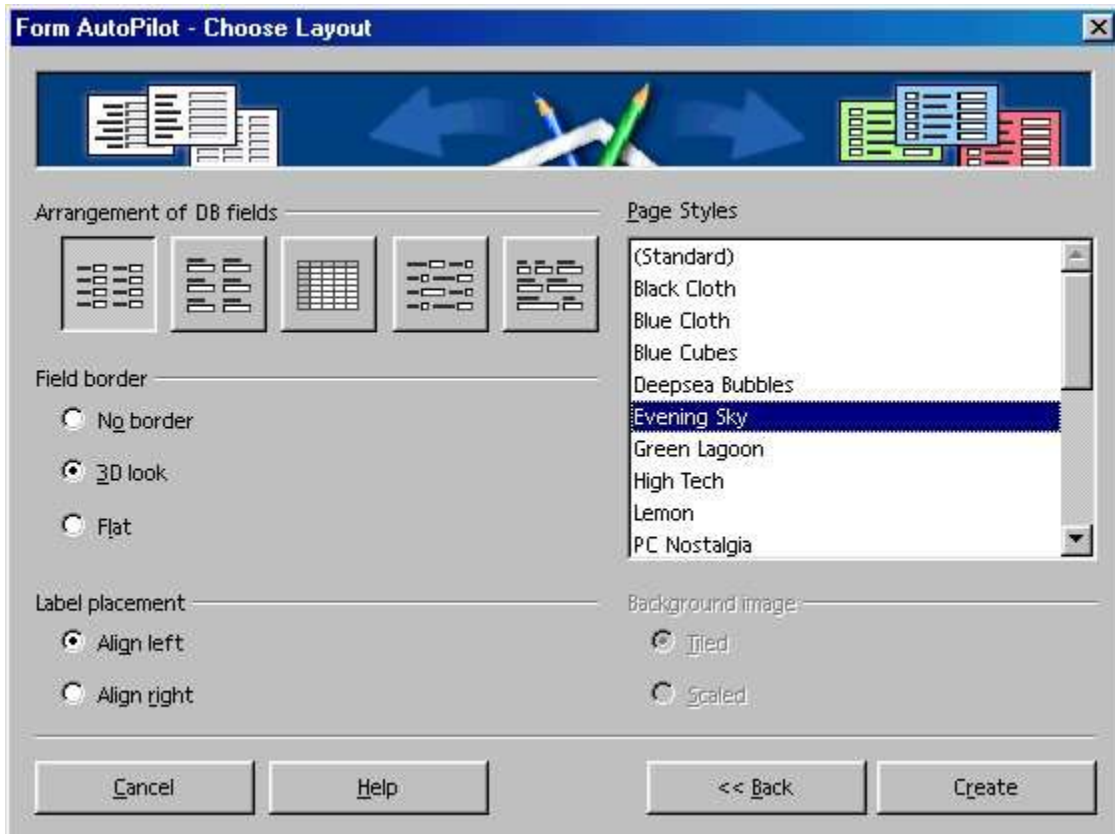 Form AutoPilot - Choose Layout
Arrangement of DB fields
Page Styles
(Standard)
Black Cloth
Blue Cloth
Blue Cubes
Deepsea Bubbles
Evening Sky
Green Lagoon
High Tech
Lemon
PC Nostalgia
Field border
No border
3D look
Flat
Label placement
Align left
Align right
Background image
Tiled
Scaled
Cancel
Help
<< Back
Create